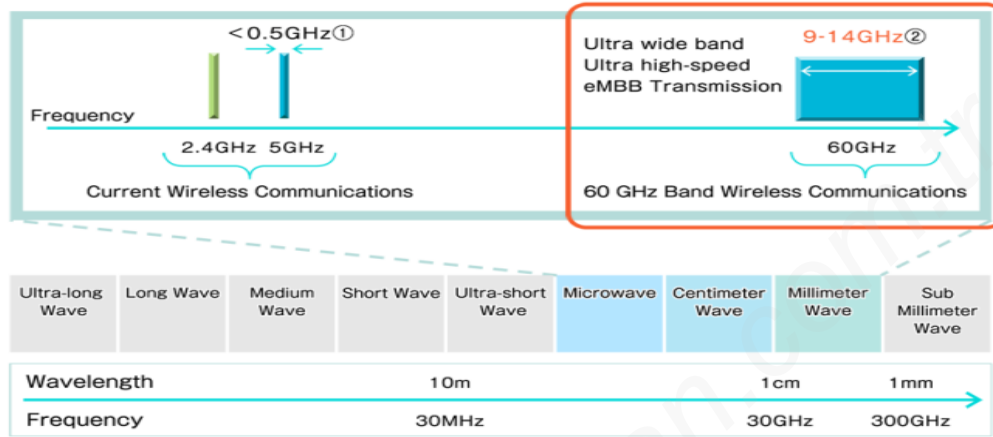 <0.5GHz①
9-14GHz②
Ultra wide band
Ultra high-speed
eMBB Transmission
Frequency
2.4GHz 5GHz
60GHz
Current Wireless Communications
60 GHz Band Wireless Communications
Ultra-long
Wave
Long Wave
Medium
Wave
Short Wave
Ultra-short
Wave
Microwave
Centimeter
Wave
Millimeter
Wave
Sub
Millimeter
Wave
Wavelength 10m 1cm 1mm
Frequency 30MHz 30GHz 300GHz